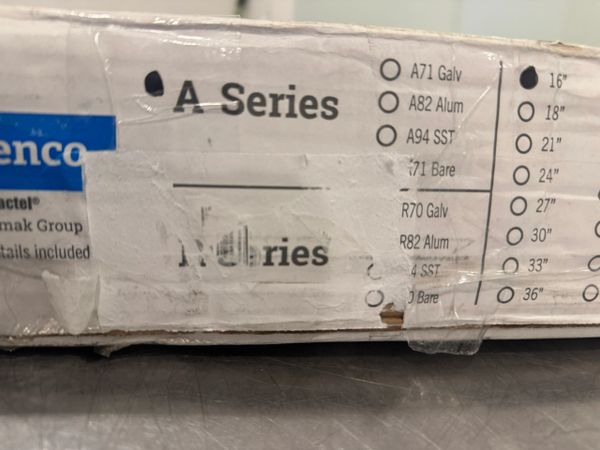 enco
actel®
mak Group
tails included
A Series
ries
A71 Galv
A82 Alum
A94 SST
71 Bare
R70 Galv
R82 Alum
4 SST
Bare
16"
18"
21"
24"
27"
30"
33"
36"